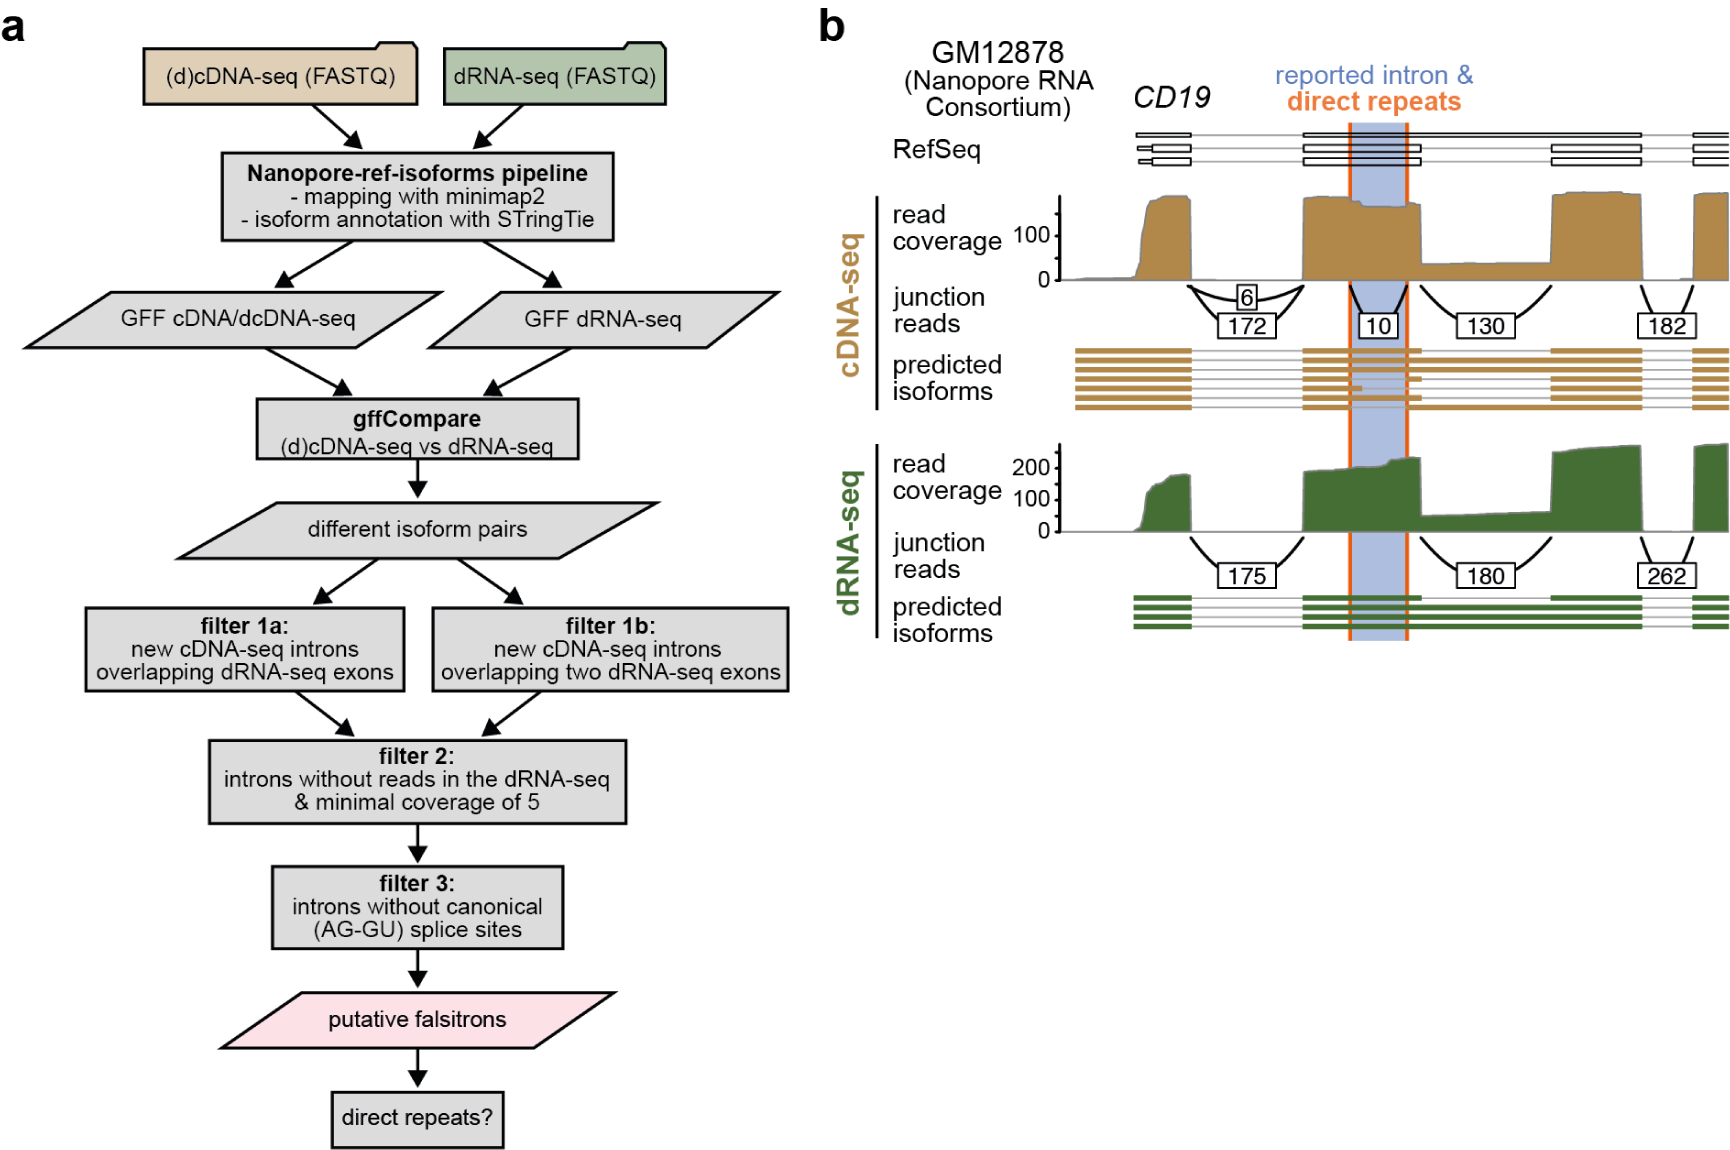 a
(d)cDNA-seq (FASTQ)
dRNA-seq (FASTQ)
Nanopore-ref-isoforms pipeline
- mapping with minimap2
- isoform annotation with STringTie
GFF cDNA/dcDNA-seq
GFF dRNA-seq
gffCompare
(d)cDNA-seq vs dRNA-seq
different isoform pairs
filter 1a:
new cDNA-seq introns
overlapping dRNA-seq exons
filter 1b:
new cDNA-seq introns
overlapping two dRNA-seq exons
filter 2:
introns without reads in the dRNA-seq
& minimal coverage of 5
filter 3:
introns without canonical
(AG-GU) splice sites
putative falsitrons
direct repeats?
b
GM12878
(Nanopore RNA
Consortium)
CD19
reported intron &
direct repeats
RefSeq
cDNA-seq
read
coverage
100
0
junction
reads
6
172
10
130
182
predicted
isoforms
dRNA-seq
read
coverage
200
100
0
junction
reads
175
180
262
predicted
isoforms